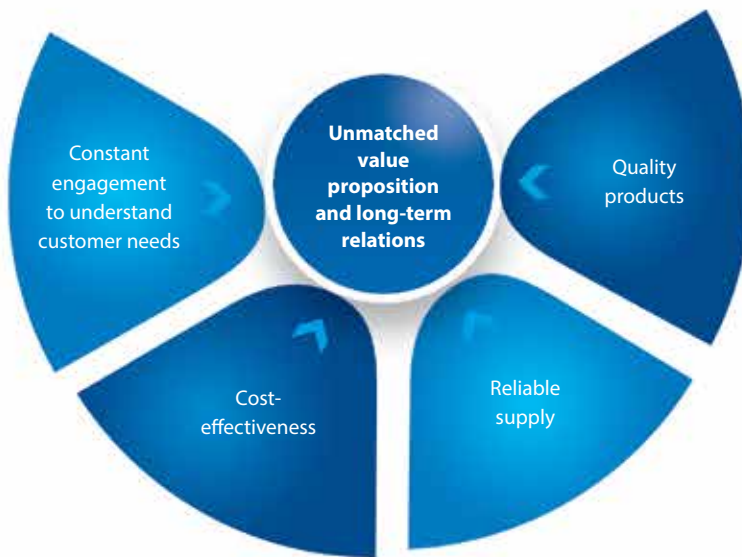 Constant
engagement
to understand
customer needs
Unmatched
value
proposition
and long-term
relations
Quality
products
Cost-
effectiveness
Reliable
supply